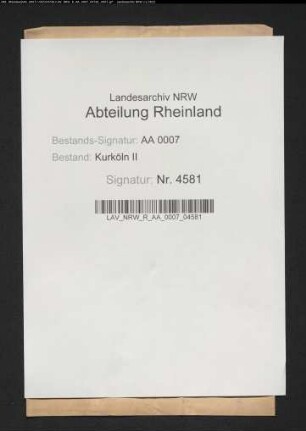 Landesarchiv NRW
Abteilung Rheinland
Bestands-Signatur: AA 0007
Bestand: Kurköln II
Signatur: Nr. 4581
LAV_NRW_R_AA_0007_04581